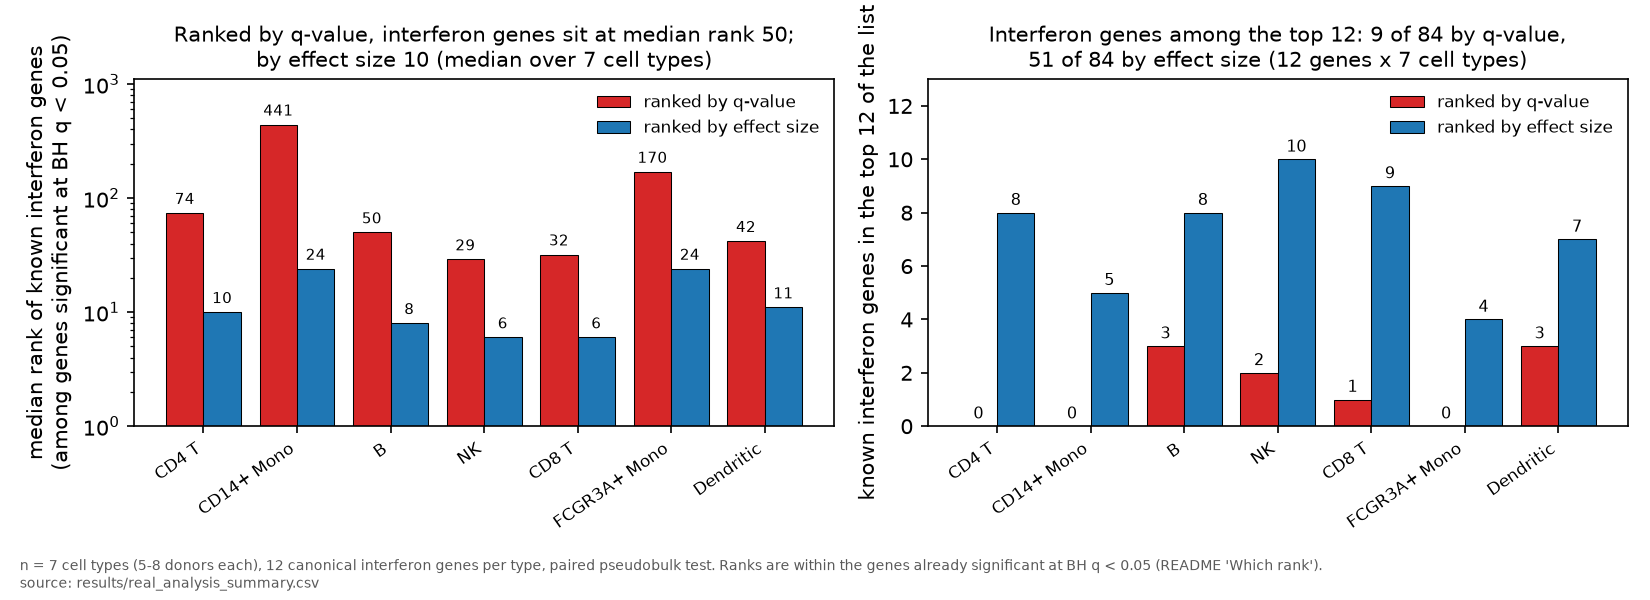 Ranked by q-value, interferon genes sit at median rank 50;
by effect size 10 (median over 7 cell types)
median rank of known interferon genes
(among genes significant at BH q < 0.05)
10³
10²
10¹
10⁰
ranked by q-value
ranked by effect size
74
10
441
24
50
8
29
6
32
6
170
24
42
11
CD4 T
CD14+ Mono
B
NK
CD8 T
FCGR3A+ Mono
Dendritic
Interferon genes among the top 12: 9 of 84 by q-value,
51 of 84 by effect size (12 genes x 7 cell types)
known interferon genes in the top 12 of the list
12
10
8
6
4
2
0
ranked by q-value
ranked by effect size
0
8
0
5
3
8
2
10
1
9
0
4
3
7
CD4 T
CD14+ Mono
B
NK
CD8 T
FCGR3A+ Mono
Dendritic
n = 7 cell types (5-8 donors each), 12 canonical interferon genes per type, paired pseudobulk test. Ranks are within the genes already significant at BH q < 0.05 (README 'Which rank').
source: results/real_analysis_summary.csv